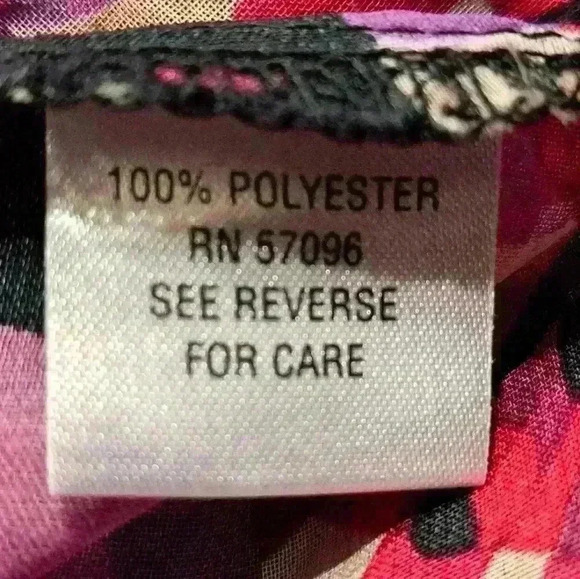 100% POLYESTER
RN 57096
SEE REVERSE
FOR CARE